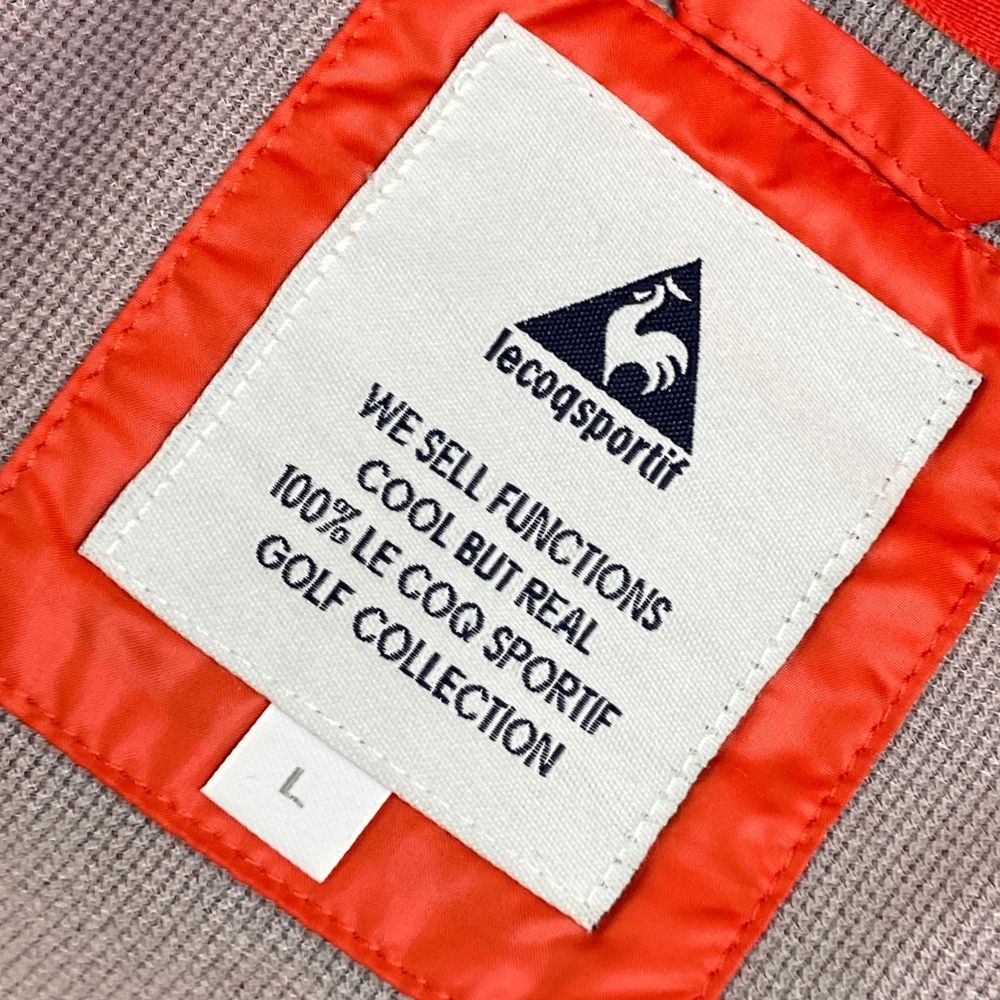 lecoqsportif
WE SELL FUNCTIONS
COOL BUT REAL
100% LE COQ SPORTIF
GOLF COLLECTION
L